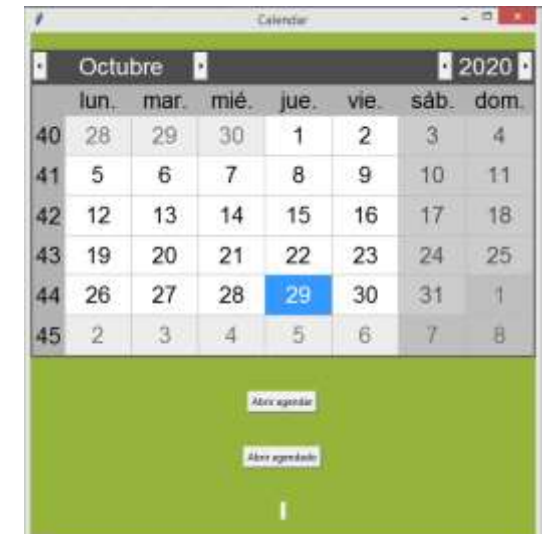 Calendar
Octubre 2020
lun. mar. mié. jue. vie. sáb. dom.
40 28 29 30 1 2 3 4
41 5 6 7 8 9 10 11
42 12 13 14 15 16 17 18
43 19 20 21 22 23 24 25
44 26 27 28 29 30 31 1
45 2 3 4 5 6 7 8
Abrir agendar
Abrir agendado